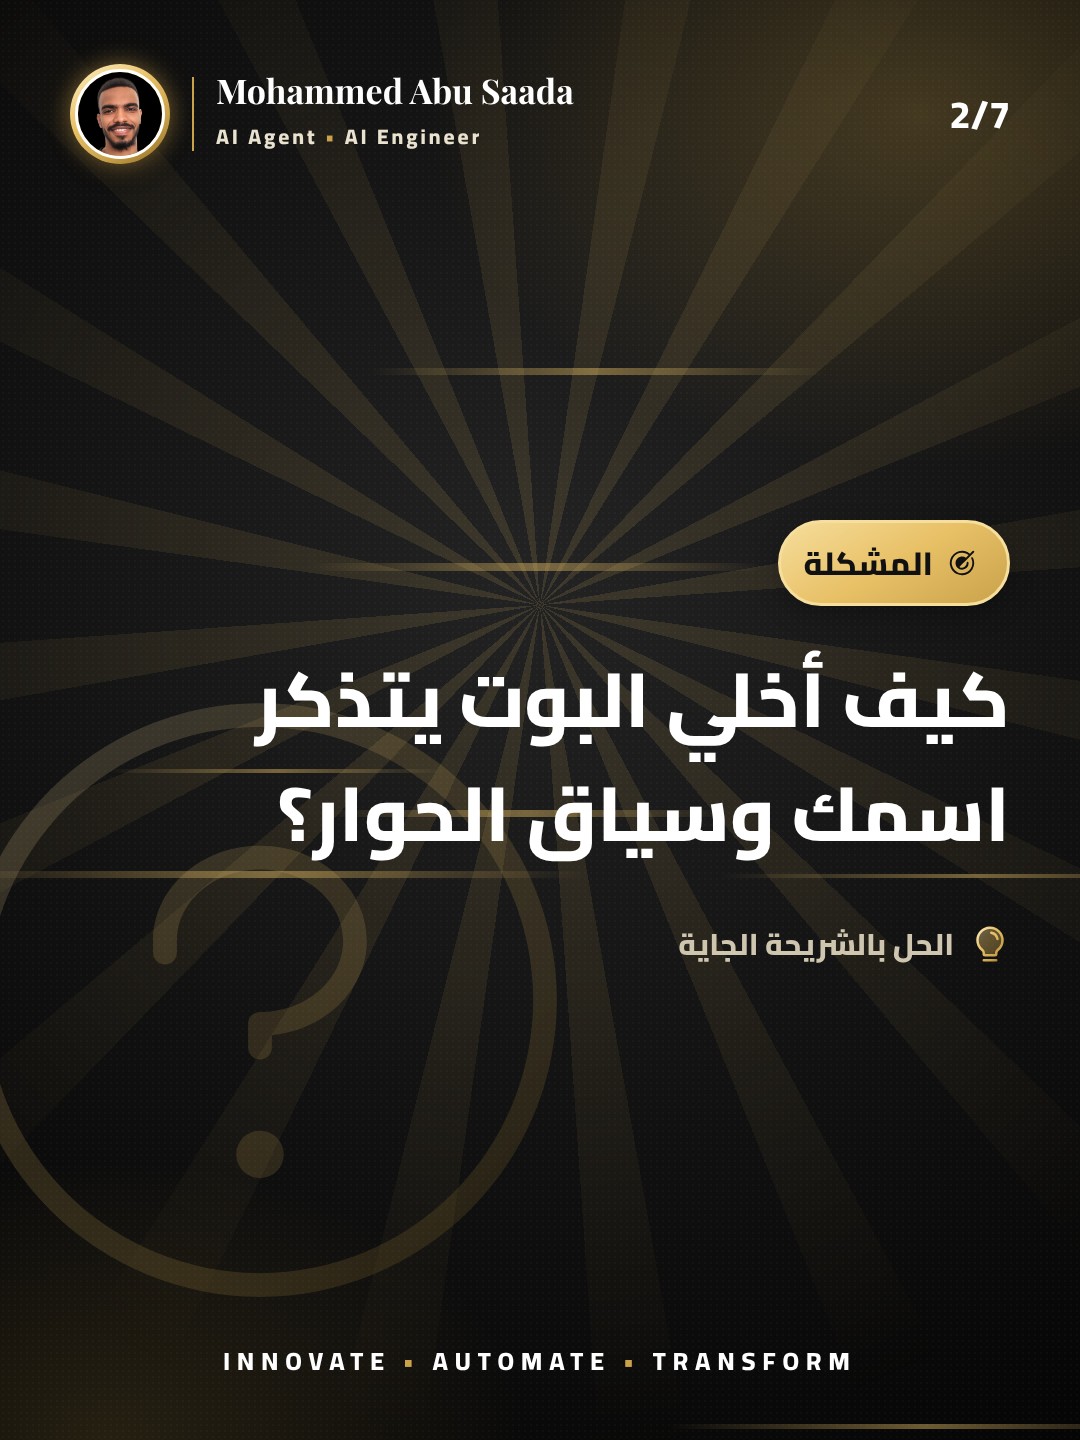 Mohammed Abu Saada
AI Agent ▪ AI Engineer
2/7
المشكلة
كيف أخلي البوت يتذكر
اسمك وسياق الحوار؟
الحل بالشريحة الجاية
INNOVATE ▪ AUTOMATE ▪ TRANSFORM